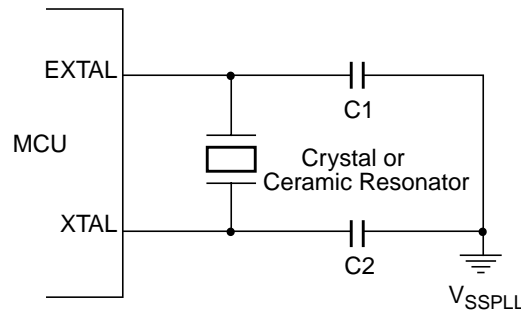 EXTAL
C1
MCU
Crystal or
Ceramic Resonator
XTAL
C2
VSSPLL